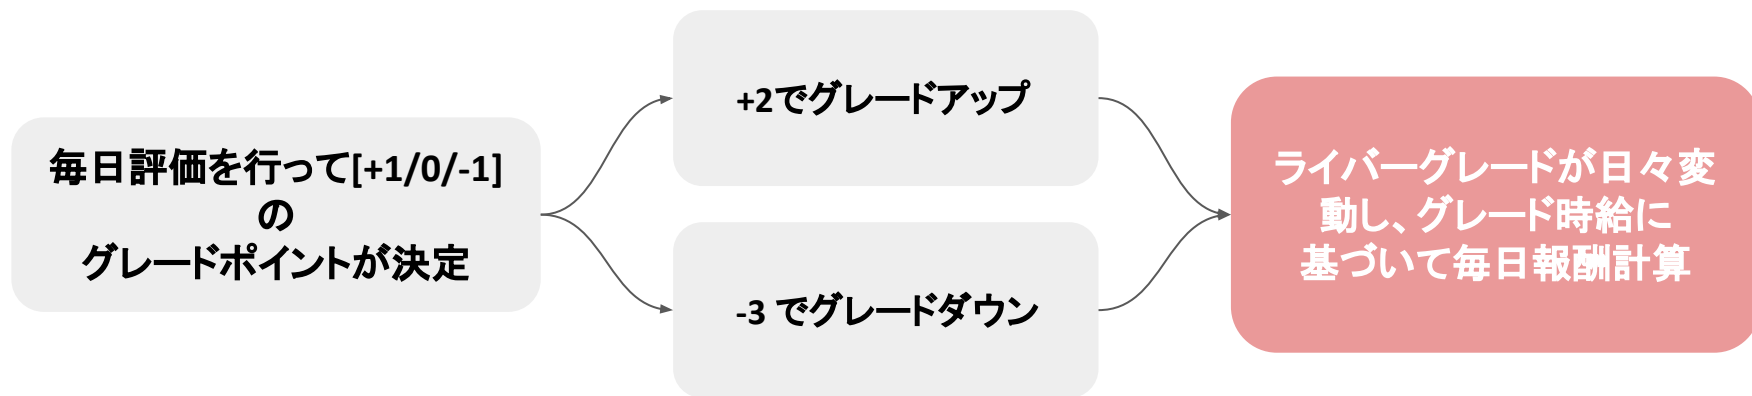 毎日評価を行って[+1/0/-1]
の
グレードポイントが決定
+2でグレードアップ
-3 でグレードダウン
ライバーグレードが日々変
動し、グレード時給に
基づいて毎日報酬計算